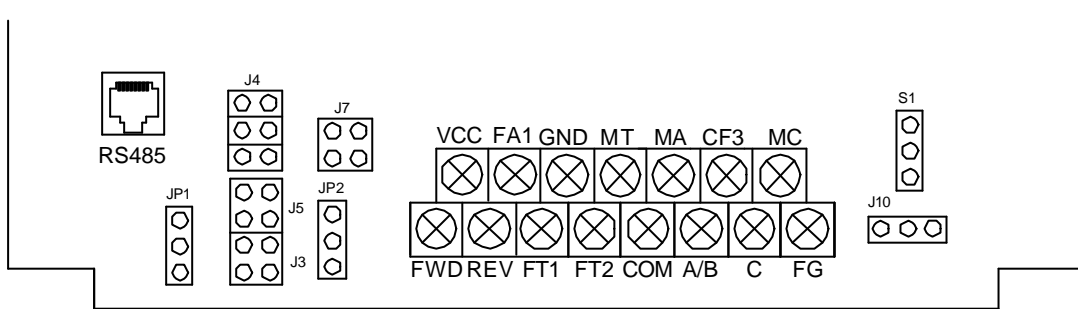 J4
J7
S1
VCC FA1 GND MT MA CF3 MC
RS485
JP1
JP2
J5
J10
J3
FWD REV FT1 FT2 COM A/B C FG